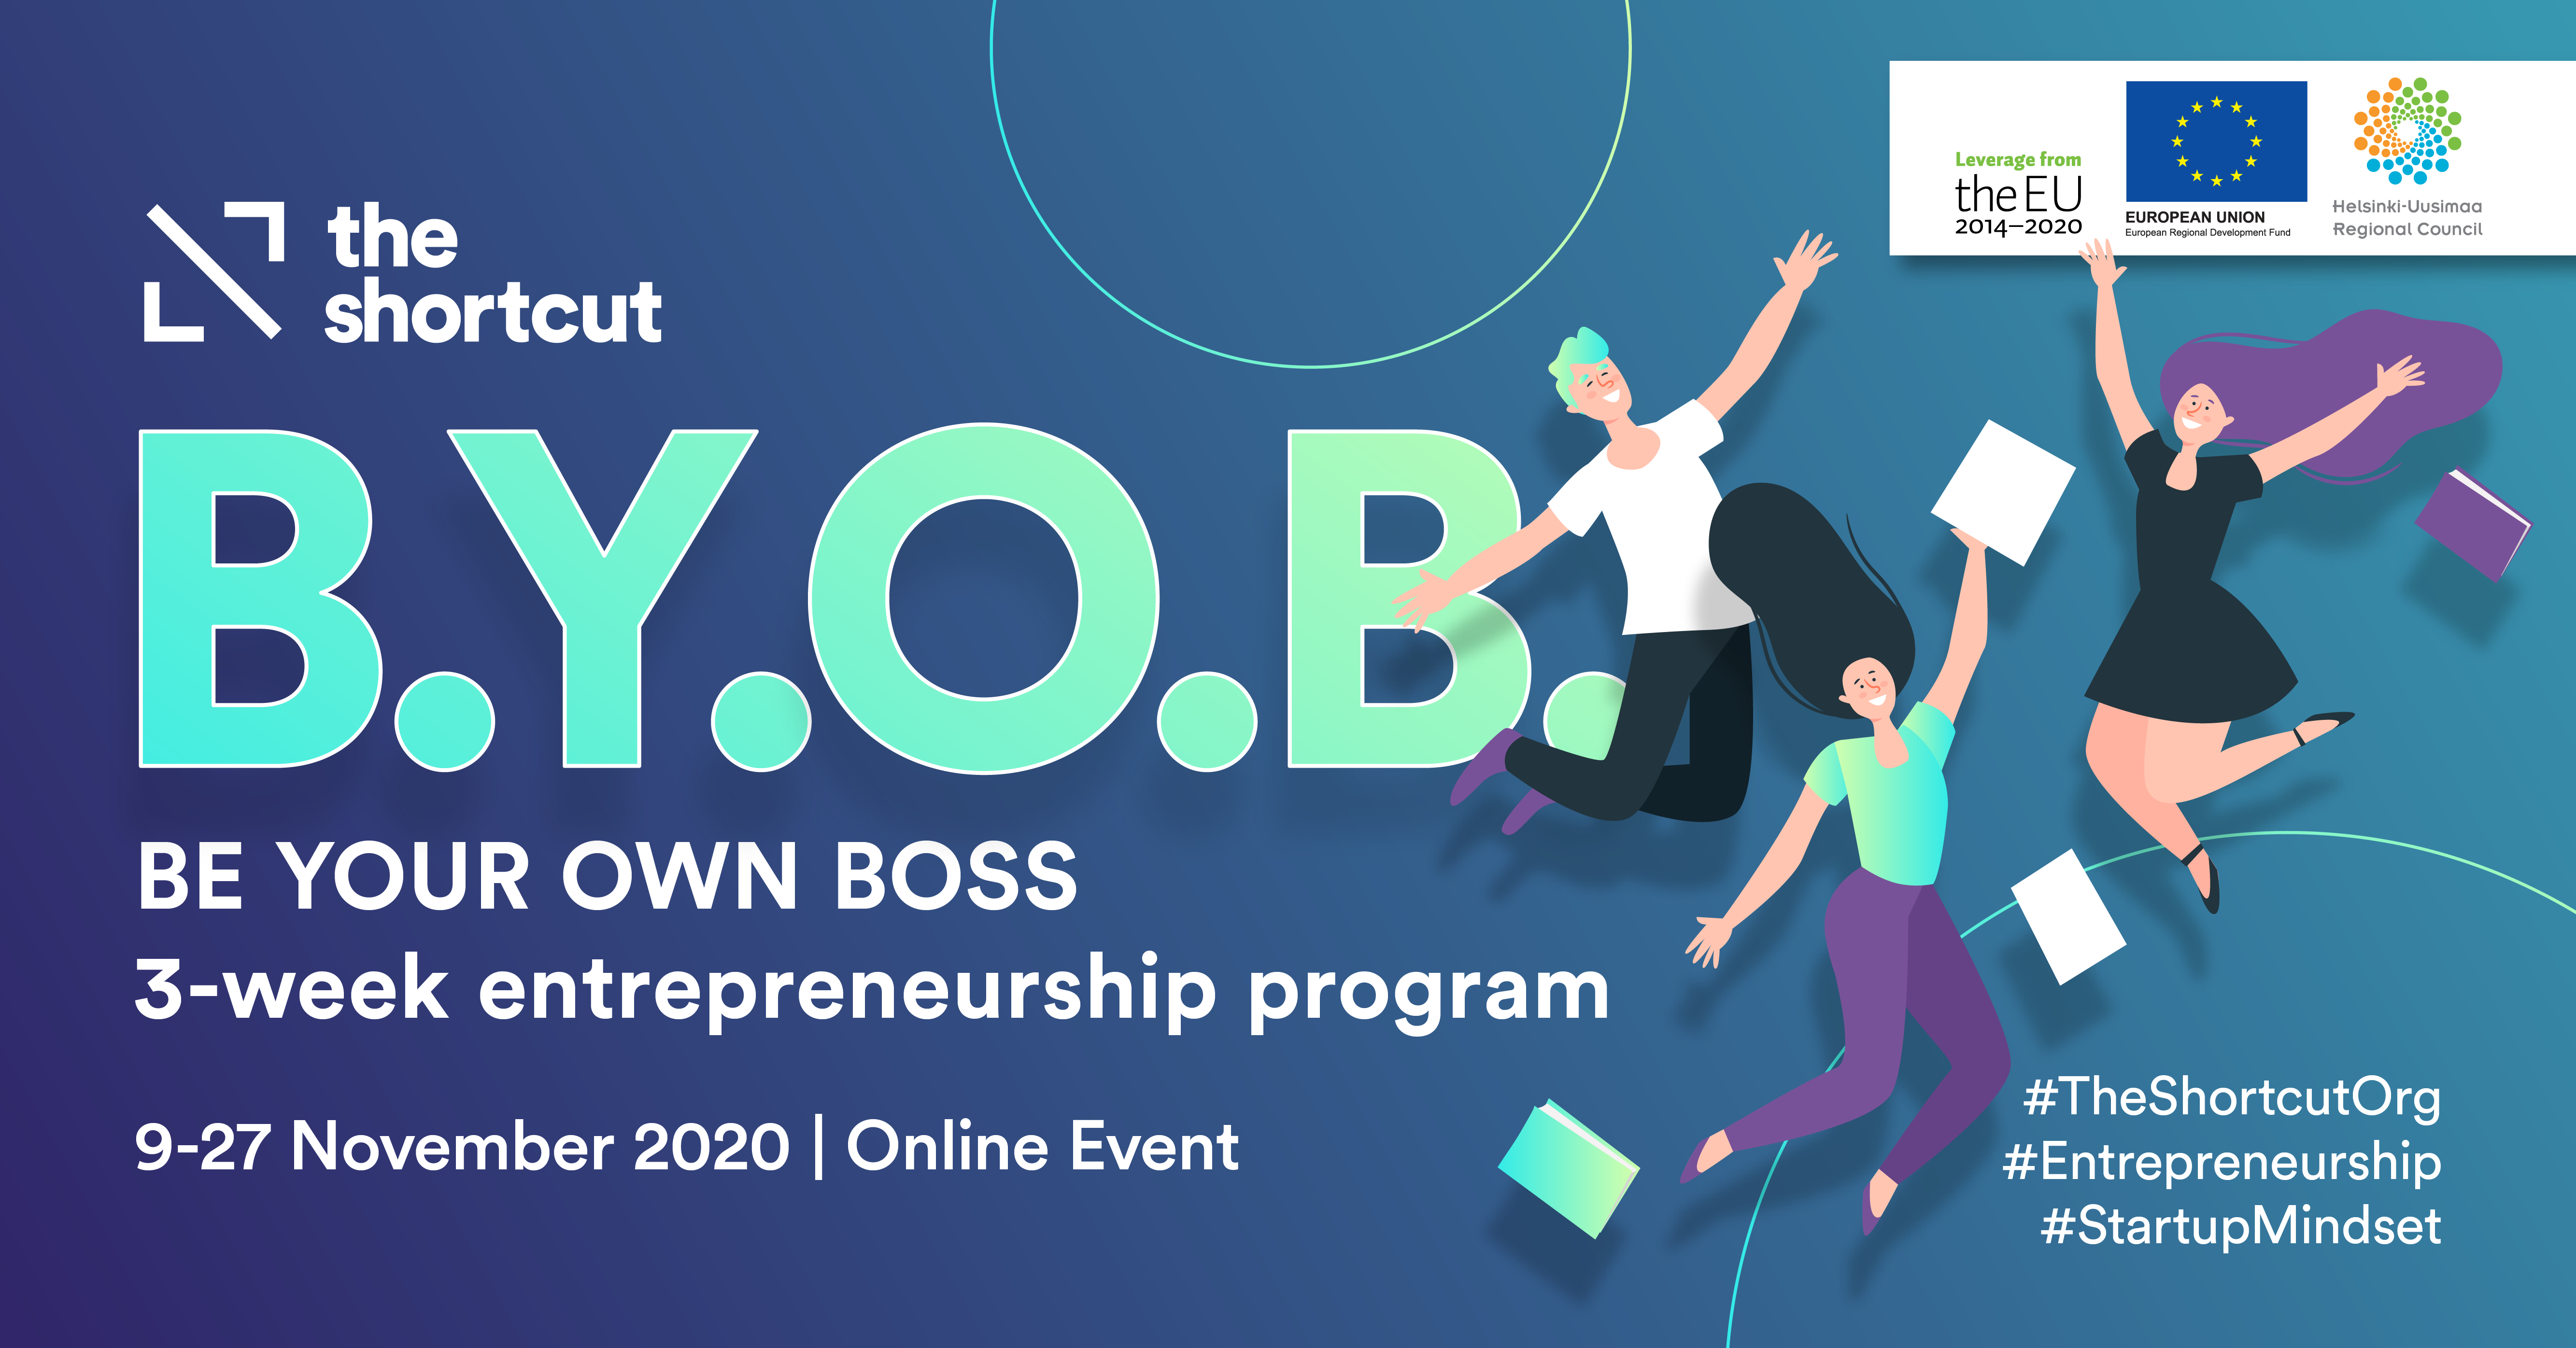 the
shortcut
B.Y.O.B.
BE YOUR OWN BOSS
3-week entrepreneurship program
9-27 November 2020 | Online Event
Leverage from
the EU
2014–2020
EUROPEAN UNION
European Regional Development Fund
Helsinki-Uusimaa
Regional Council
#TheShortcutOrg
#Entrepreneurship
#StartupMindset